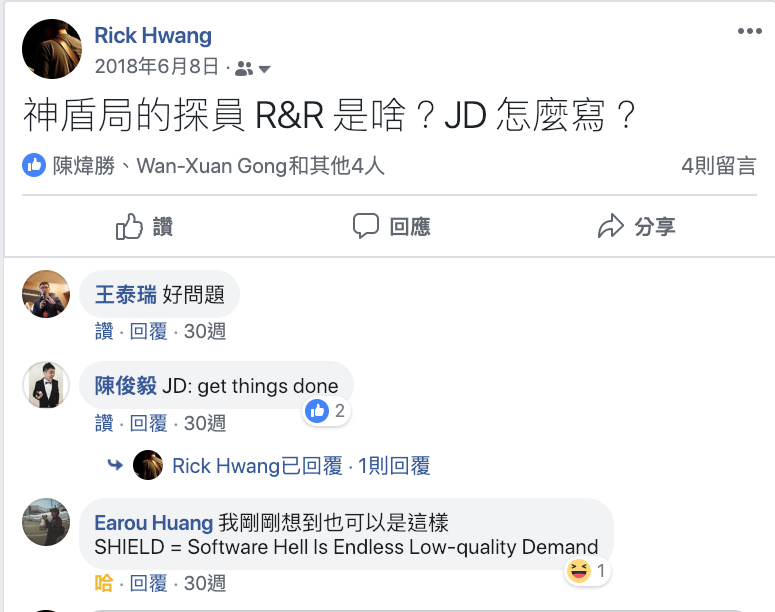 Rick Hwang
2018年6月8日 ·
神盾局的探員 R&R 是啥？JD 怎麼寫？
陳煒勝、Wan-Xuan Gong和其他4人 4則留言
讚 回應 分享
王泰瑞 好問題
讚 · 回覆 · 30週
陳俊毅 JD: get things done
2
讚 · 回覆 · 30週
Rick Hwang已回覆 · 1則回覆
Earou Huang 我剛剛想到也可以是這樣
SHIELD = Software Hell Is Endless Low-quality Demand
1
哈 · 回覆 · 30週